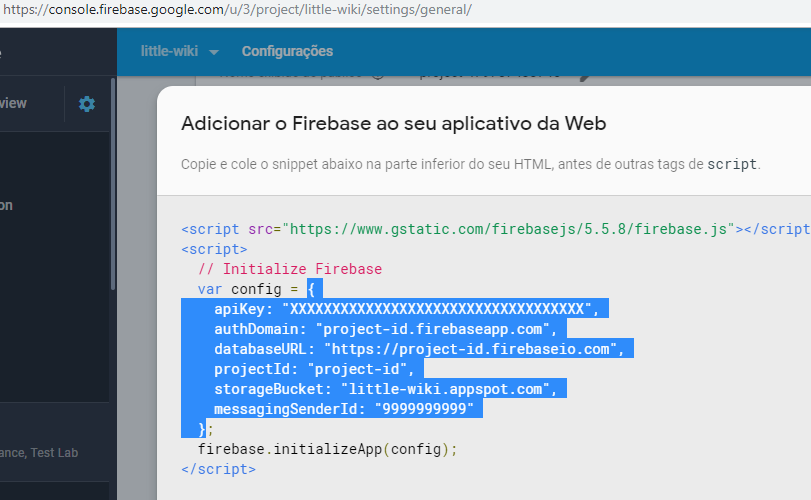 https://console.firebase.google.com/u/3/project/little-wiki/settings/general/
little-wiki Configurações
view
Adicionar o Firebase ao seu aplicativo da Web
Copie e cole o snippet abaixo na parte inferior do seu HTML, antes de outras tags de script.
on
<script src="https://www.gstatic.com/firebasejs/5.5.8/firebase.js"></script
<script>
// Initialize Firebase
var config = {
apiKey: "XXXXXXXXXXXXXXXXXXXXXXXXXXXXXXXXXXX",
authDomain: "project-id.firebaseapp.com",
databaseURL: "https://project-id.firebaseio.com",
projectId: "project-id",
storageBucket: "little-wiki.appspot.com",
messagingSenderId: "9999999999"
};
firebase.initializeApp(config);
ance, Test Lab
</script>